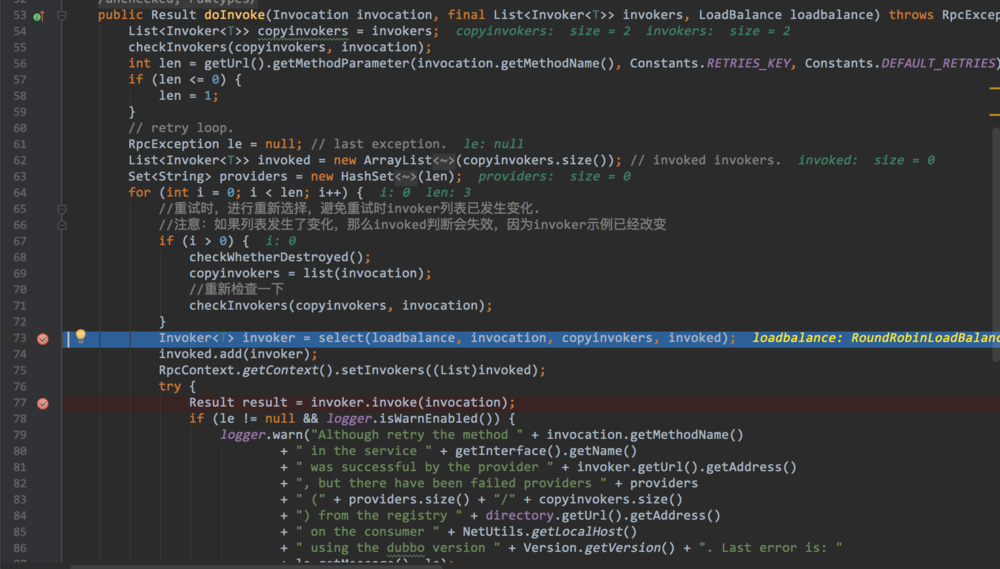 /unchecked, rawtypes/
53 public Result doInvoke(Invocation invocation, final List<Invoker<T>> invokers, LoadBalance loadbalance) throws RpcExcep
54 List<Invoker<T>> copyinvokers = invokers; copyinvokers: size = 2 invokers: size = 2
55 checkInvokers(copyinvokers, invocation);
56 int len = getUrl().getMethodParameter(invocation.getMethodName(), Constants.RETRIES_KEY, Constants.DEFAULT_RETRIES)
57 if (len <= 0) {
58 len = 1;
59 }
60 // retry loop.
61 RpcException le = null; // last exception. le: null
62 List<Invoker<T>> invoked = new ArrayList<~>(copyinvokers.size()); // invoked invokers. invoked: size = 0
63 Set<String> providers = new HashSet<~>(len); providers: size = 0
64 for (int i = 0; i < len; i++) { i: 0 len: 3
65 //重试时，进行重新选择，避免重试时invoker列表已发生变化.
66 //注意：如果列表发生了变化，那么invoked判断会失效，因为invoker示例已经改变
67 if (i > 0) { i: 0
68 checkWhetherDestroyed();
69 copyinvokers = list(invocation);
70 //重新检查一下
71 checkInvokers(copyinvokers, invocation);
72 }
73 Invoker<T> invoker = select(loadbalance, invocation, copyinvokers, invoked); loadbalance: RoundRobinLoadBalanc
74 invoked.add(invoker);
75 RpcContext.getContext().setInvokers((List)invoked);
76 try {
77 Result result = invoker.invoke(invocation);
78 if (le != null && logger.isWarnEnabled()) {
79 logger.warn("Although retry the method " + invocation.getMethodName()
80 + " in the service " + getInterface().getName()
81 + " was successful by the provider " + invoker.getUrl().getAddress()
82 + ", but there have been failed providers " + providers
83 + " (" + providers.size() + "/" + copyinvokers.size()
84 + ") from the registry " + directory.getUrl().getAddress()
85 + " on the consumer " + NetUtils.getLocalHost()
86 + " using the dubbo version " + Version.getVersion() + ". Last error is: "